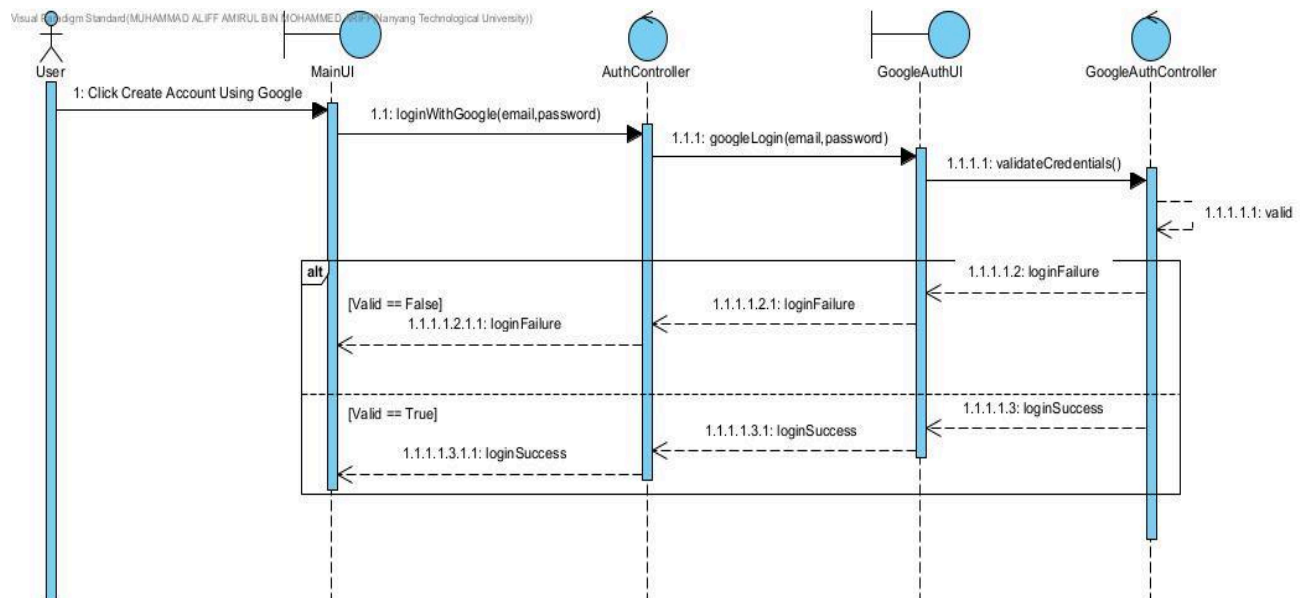 Visual Paradigm Standard(MUHAMMAD ALIFF AMIRUL BIN MOHAMMED ARIFF(Nanyang Technological University))
User
MainUI
AuthController
GoogleAuthUI
GoogleAuthController
1: Click Create Account Using Google
1.1: loginWithGoogle(email,password)
1.1.1: googleLogin(email,password)
1.1.1.1: validateCredentials()
1.1.1.1.1: valid
alt
1.1.1.1.2: loginFailure
[Valid == False]
1.1.1.1.2.1: loginFailure
1.1.1.1.2.1.1: loginFailure
[Valid == True]
1.1.1.1.3: loginSuccess
1.1.1.1.3.1: loginSuccess
1.1.1.1.3.1.1: loginSuccess